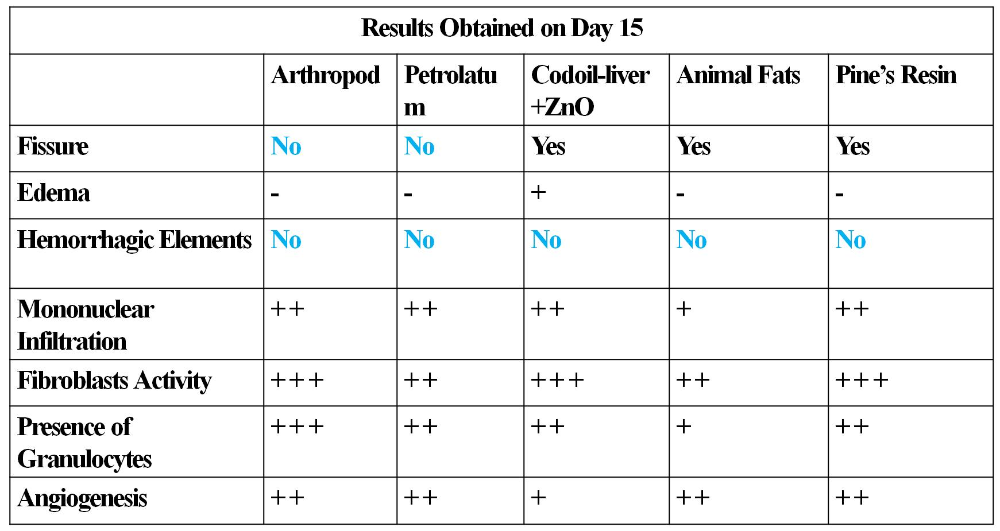 Results Obtained on Day 15
Arthropod Petrolatu Codoil-liver Animal Fats Pine’s Resin
m +ZnO
Fissure No No Yes Yes Yes
Edema - - + - -
Hemorrhagic Elements No No No No No
Mononuclear ++ ++ ++ + ++
Infiltration
Fibroblasts Activity +++ ++ +++ ++ +++
Presence of +++ ++ ++ + ++
Granulocytes
Angiogenesis ++ ++ + ++ ++